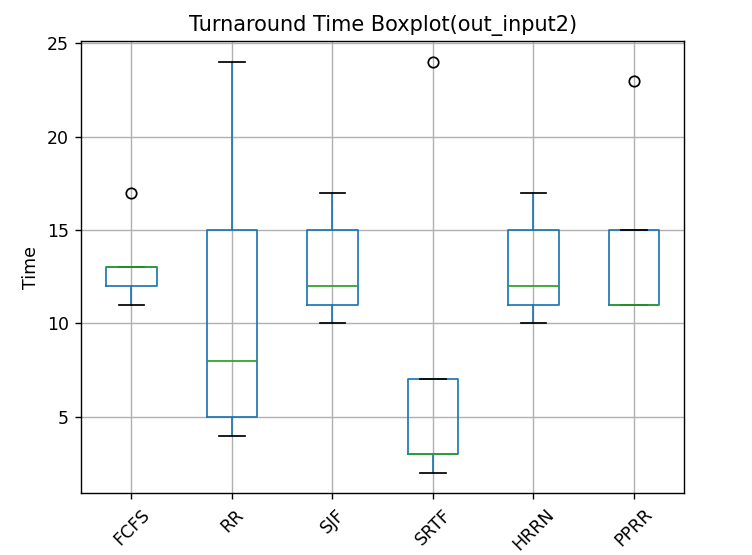 Turnaround Time Boxplot(out_input2)
25
20
15
10
5
Time
FCFS
RR
SJF
SRTF
HRRN
PPRR